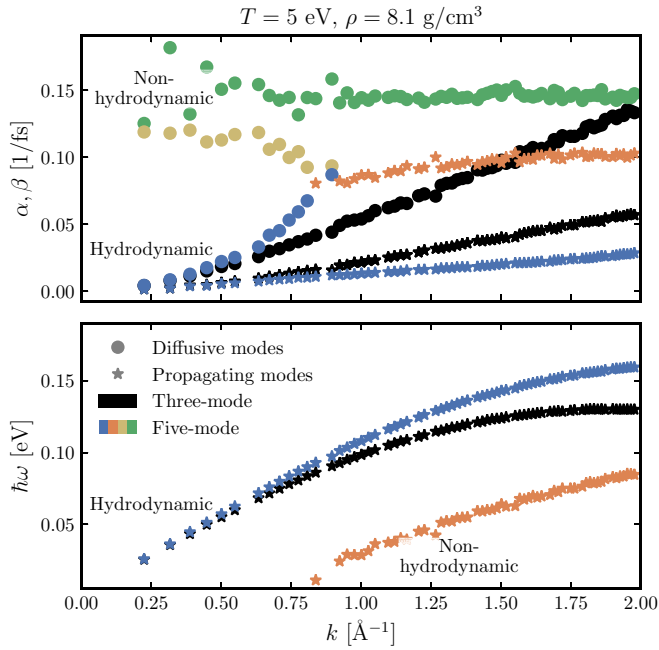 T = 5 eV, ρ = 8.1 g/cm³
0.15
0.10
0.05
0.00
α, β [1/fs]
Non-
hydrodynamic
Hydrodynamic
Diffusive modes
Propagating modes
Three-mode
Five-mode
0.15
0.10
0.05
ℏω [eV]
Hydrodynamic
Non-
hydrodynamic
0.00 0.25 0.50 0.75 1.00 1.25 1.50 1.75 2.00
k [Å⁻¹]